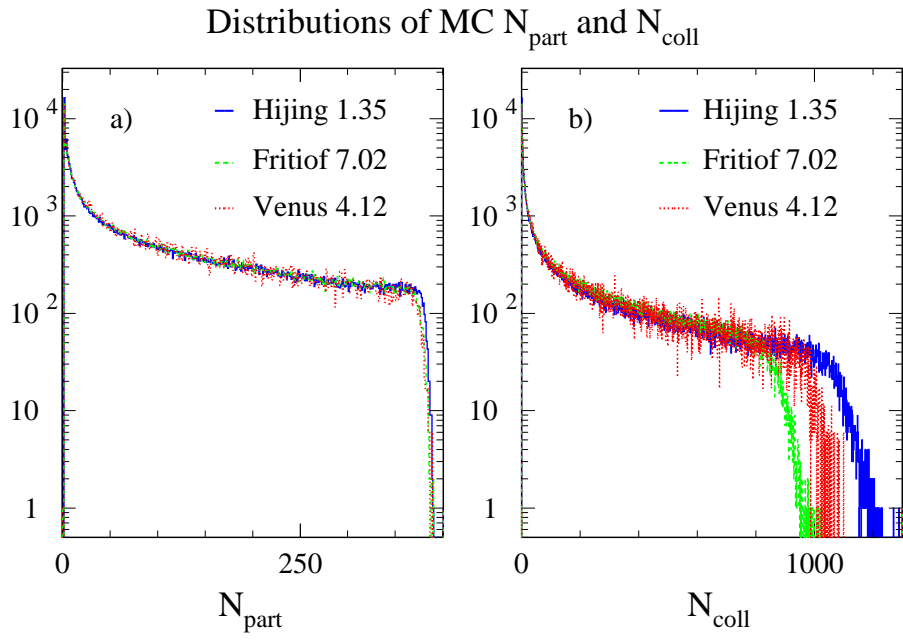 Distributions of MC N_part and N_coll
a)
Hijing 1.35
Fritiof 7.02
Venus 4.12
10^4
10^3
10^2
10
1
0
250
N_part
b)
Hijing 1.35
Fritiof 7.02
Venus 4.12
10^4
10^3
10^2
10
1
0
1000
N_coll